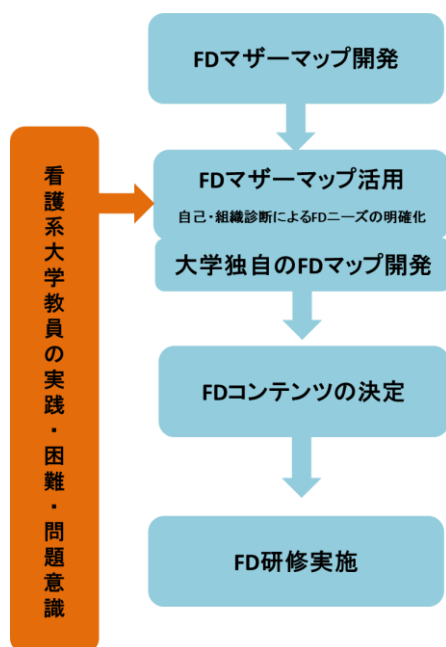 FDマザーマップ開発
FDマザーマップ活用
自己・組織診断によるFDニーズの明確化
大学独自のFDマップ開発
FDコンテンツの決定
FD研修実施
看護系大学教員の実践・困難・問題意識